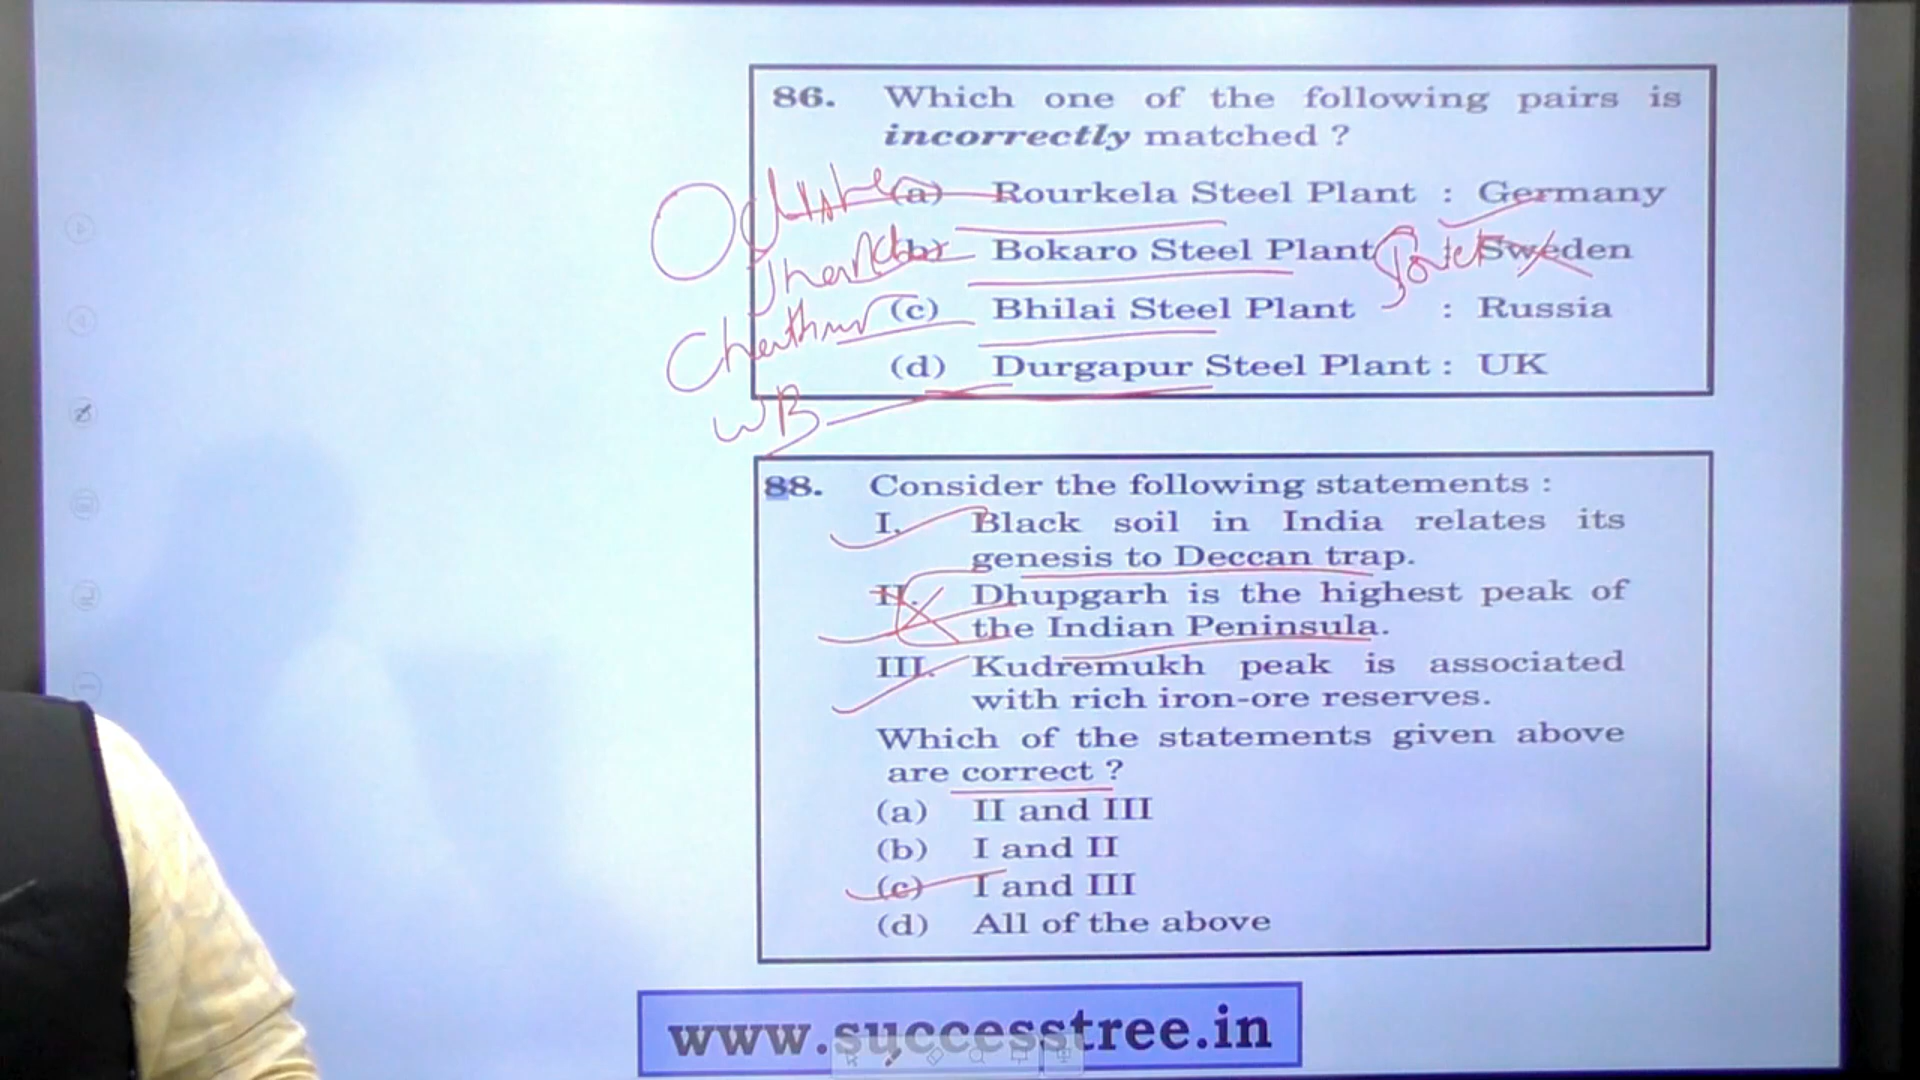 86. Which one of the following pairs is
incorrectly matched ?
(a) Rourkela Steel Plant : Germany
(b) Bokaro Steel Plant Sweden
(c) Bhilai Steel Plant : Russia
(d) Durgapur Steel Plant : UK
WB
88. Consider the following statements :
I. Black soil in India relates its
genesis to Deccan trap.
II. Dhupgarh is the highest peak of
the Indian Peninsula.
III. Kudremukh peak is associated
with rich iron-ore reserves.
Which of the statements given above
are correct ?
(a) II and III
(b) I and II
(c) I and III
(d) All of the above
www.successtree.in